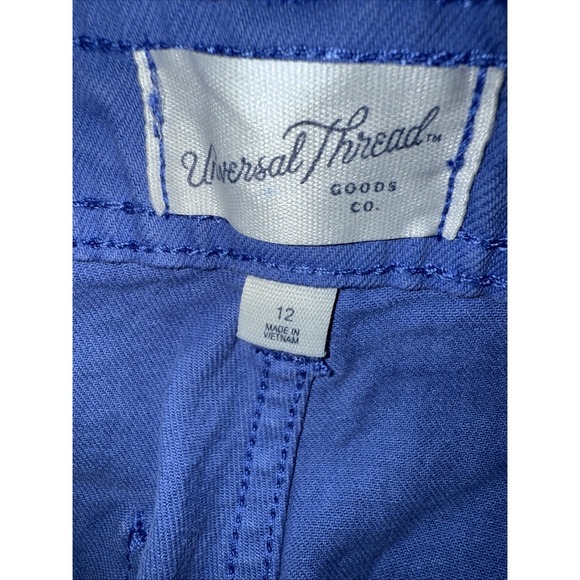 Universal Thread™
GOODS
CO.
12
MADE IN
VIETNAM